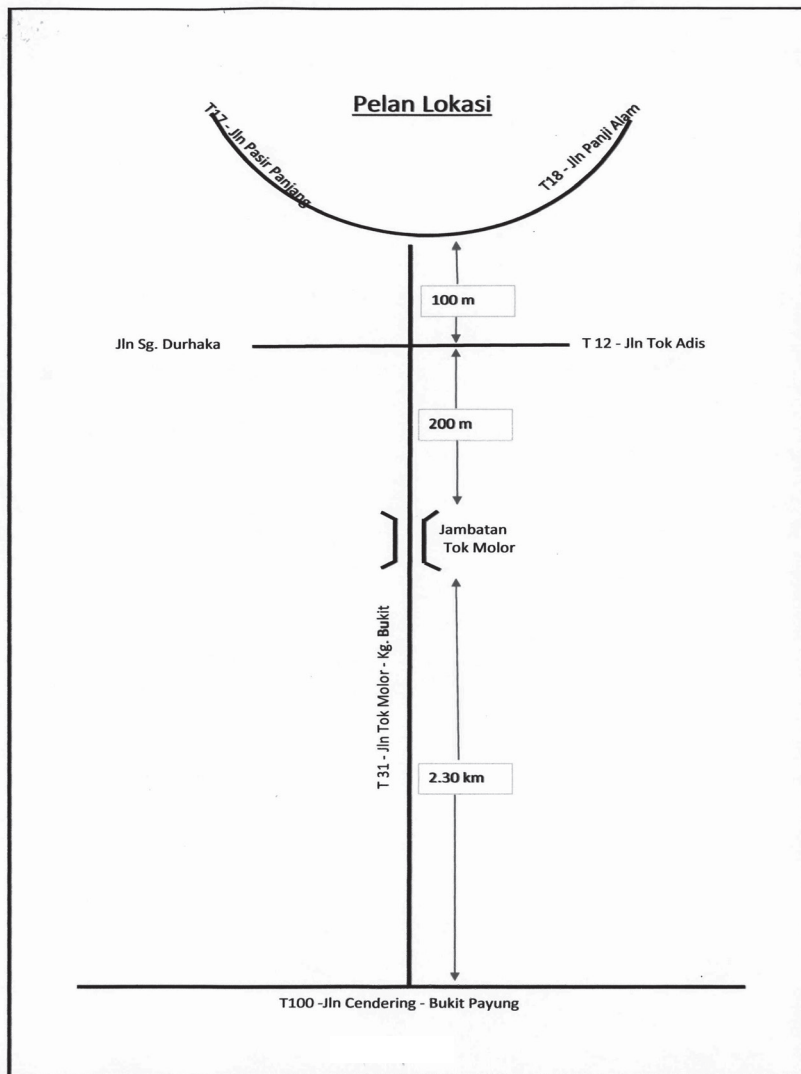 Pelan Lokasi
T17 - Jln Pasir Panjang
T18 - Jln Panji Alam
100 m
Jln Sg. Durhaka
T 12 - Jln Tok Adis
200 m
Jambatan
Tok Molor
T 31 - Jln Tok Molor - Kg. Bukit
2.30 km
T100 -Jln Cendering - Bukit Payung